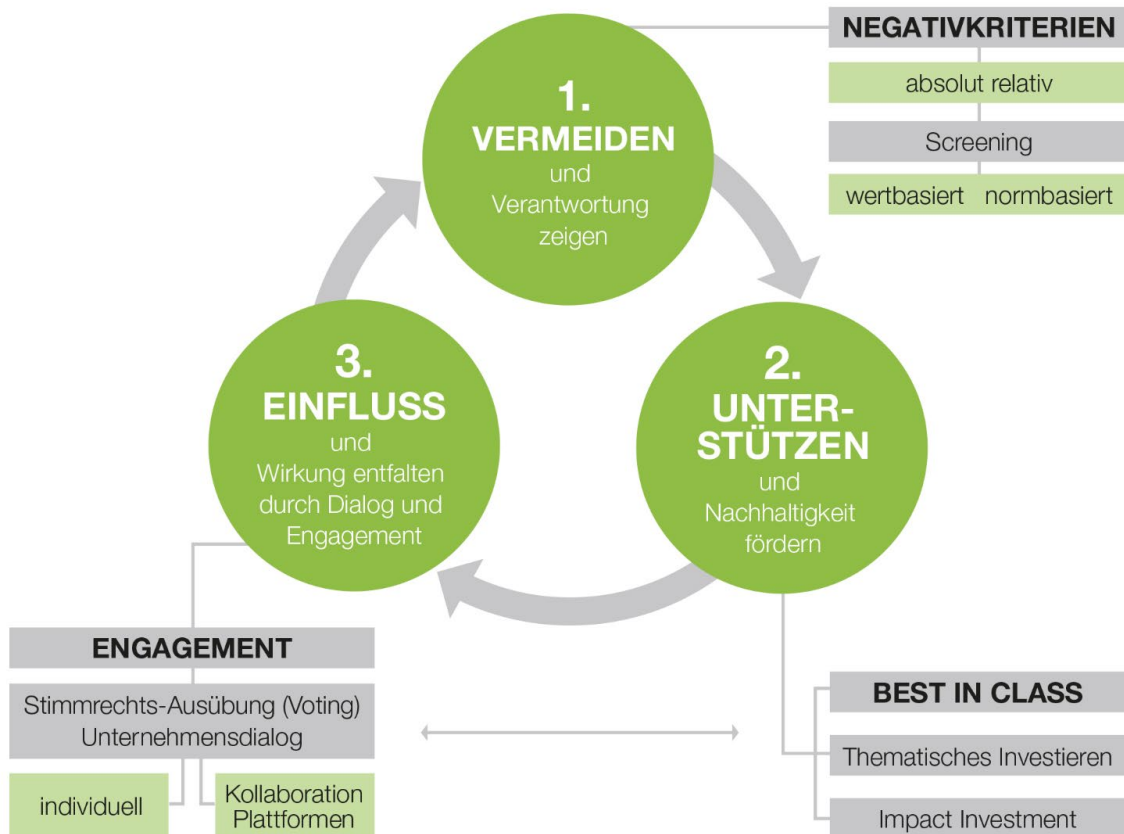 1.
VERMEIDEN
und
Verantwortung
zeigen
NEGATIVKRITERIEN
absolut relativ
Screening
wertbasiert normbasiert
2.
UNTER-
STÜTZEN
und
Nachhaltigkeit
fördern
BEST IN CLASS
Thematisches Investieren
Impact Investment
3.
EINFLUSS
und
Wirkung entfalten
durch Dialog und
Engagement
ENGAGEMENT
Stimmrechts-Ausübung (Voting)
Unternehmensdialog
individuell
Kollaboration
Plattformen